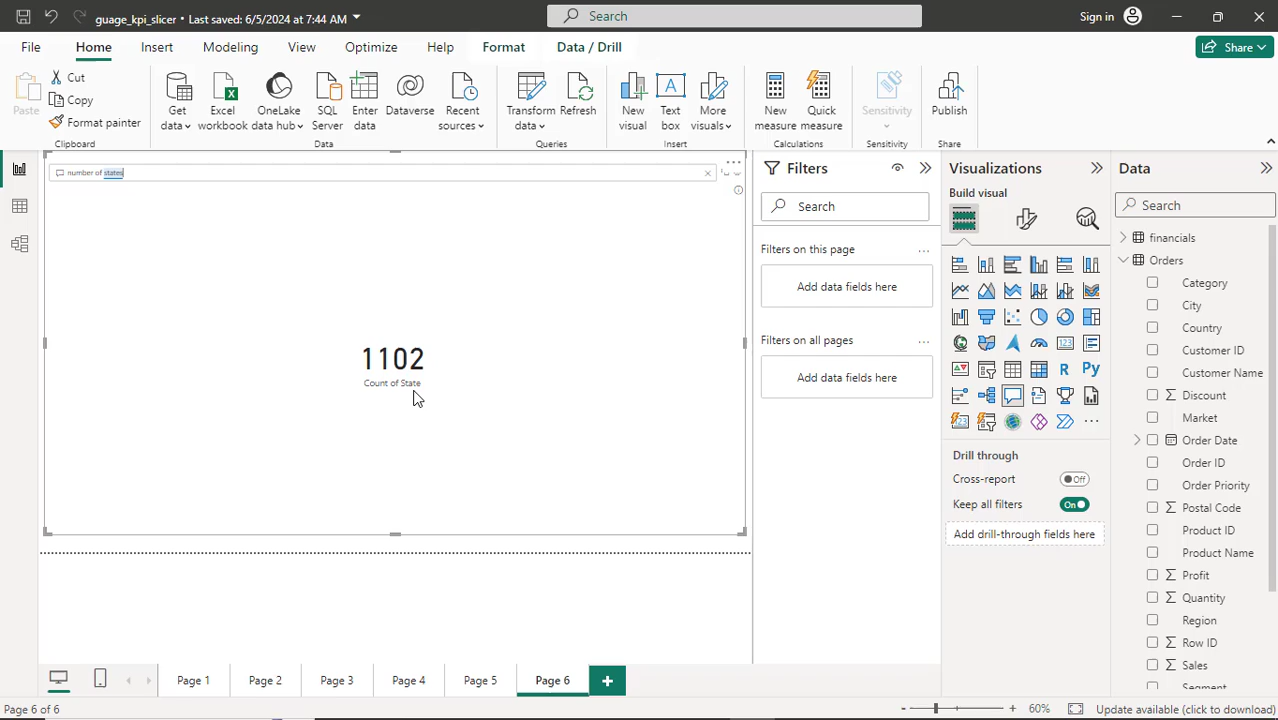 guage_kpi_slicer • Last saved: 6/5/2024 at 7:44 AM
Search
Sign in
File
Home
Insert
Modeling
View
Optimize
Help
Format
Data / Drill
Share
Paste
Cut
Copy
Format painter
Clipboard
Get data
Excel workbook
OneLake data hub
SQL Server
Enter data
Dataverse
Recent sources
Data
Transform data
Refresh
Queries
New visual
Text box
More visuals
Insert
New measure
Quick measure
Calculations
Sensitivity
Sensitivity
Publish
Share
number of states
1102
Count of State
Filters
Search
Filters on this page
Add data fields here
Filters on all pages
Add data fields here
Visualizations
Build visual
R
Py
123
Drill through
Cross-report
Off
Keep all filters
On
Add drill-through fields here
Data
Search
financials
Orders
Category
City
Country
Customer ID
Customer Name
Discount
Market
Order Date
Order ID
Order Priority
Postal Code
Product ID
Product Name
Profit
Quantity
Region
Row ID
Sales
Segment
Page 1
Page 2
Page 3
Page 4
Page 5
Page 6
Page 6 of 6
60%
Update available (click to download)